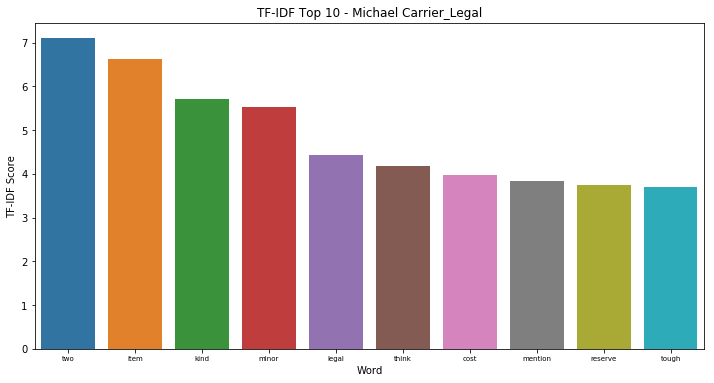 TF-IDF Top 10 - Michael Carrier_Legal
TF-IDF Score
7
6
5
4
3
2
1
0
two item kind minor legal think cost mention reserve tough
Word